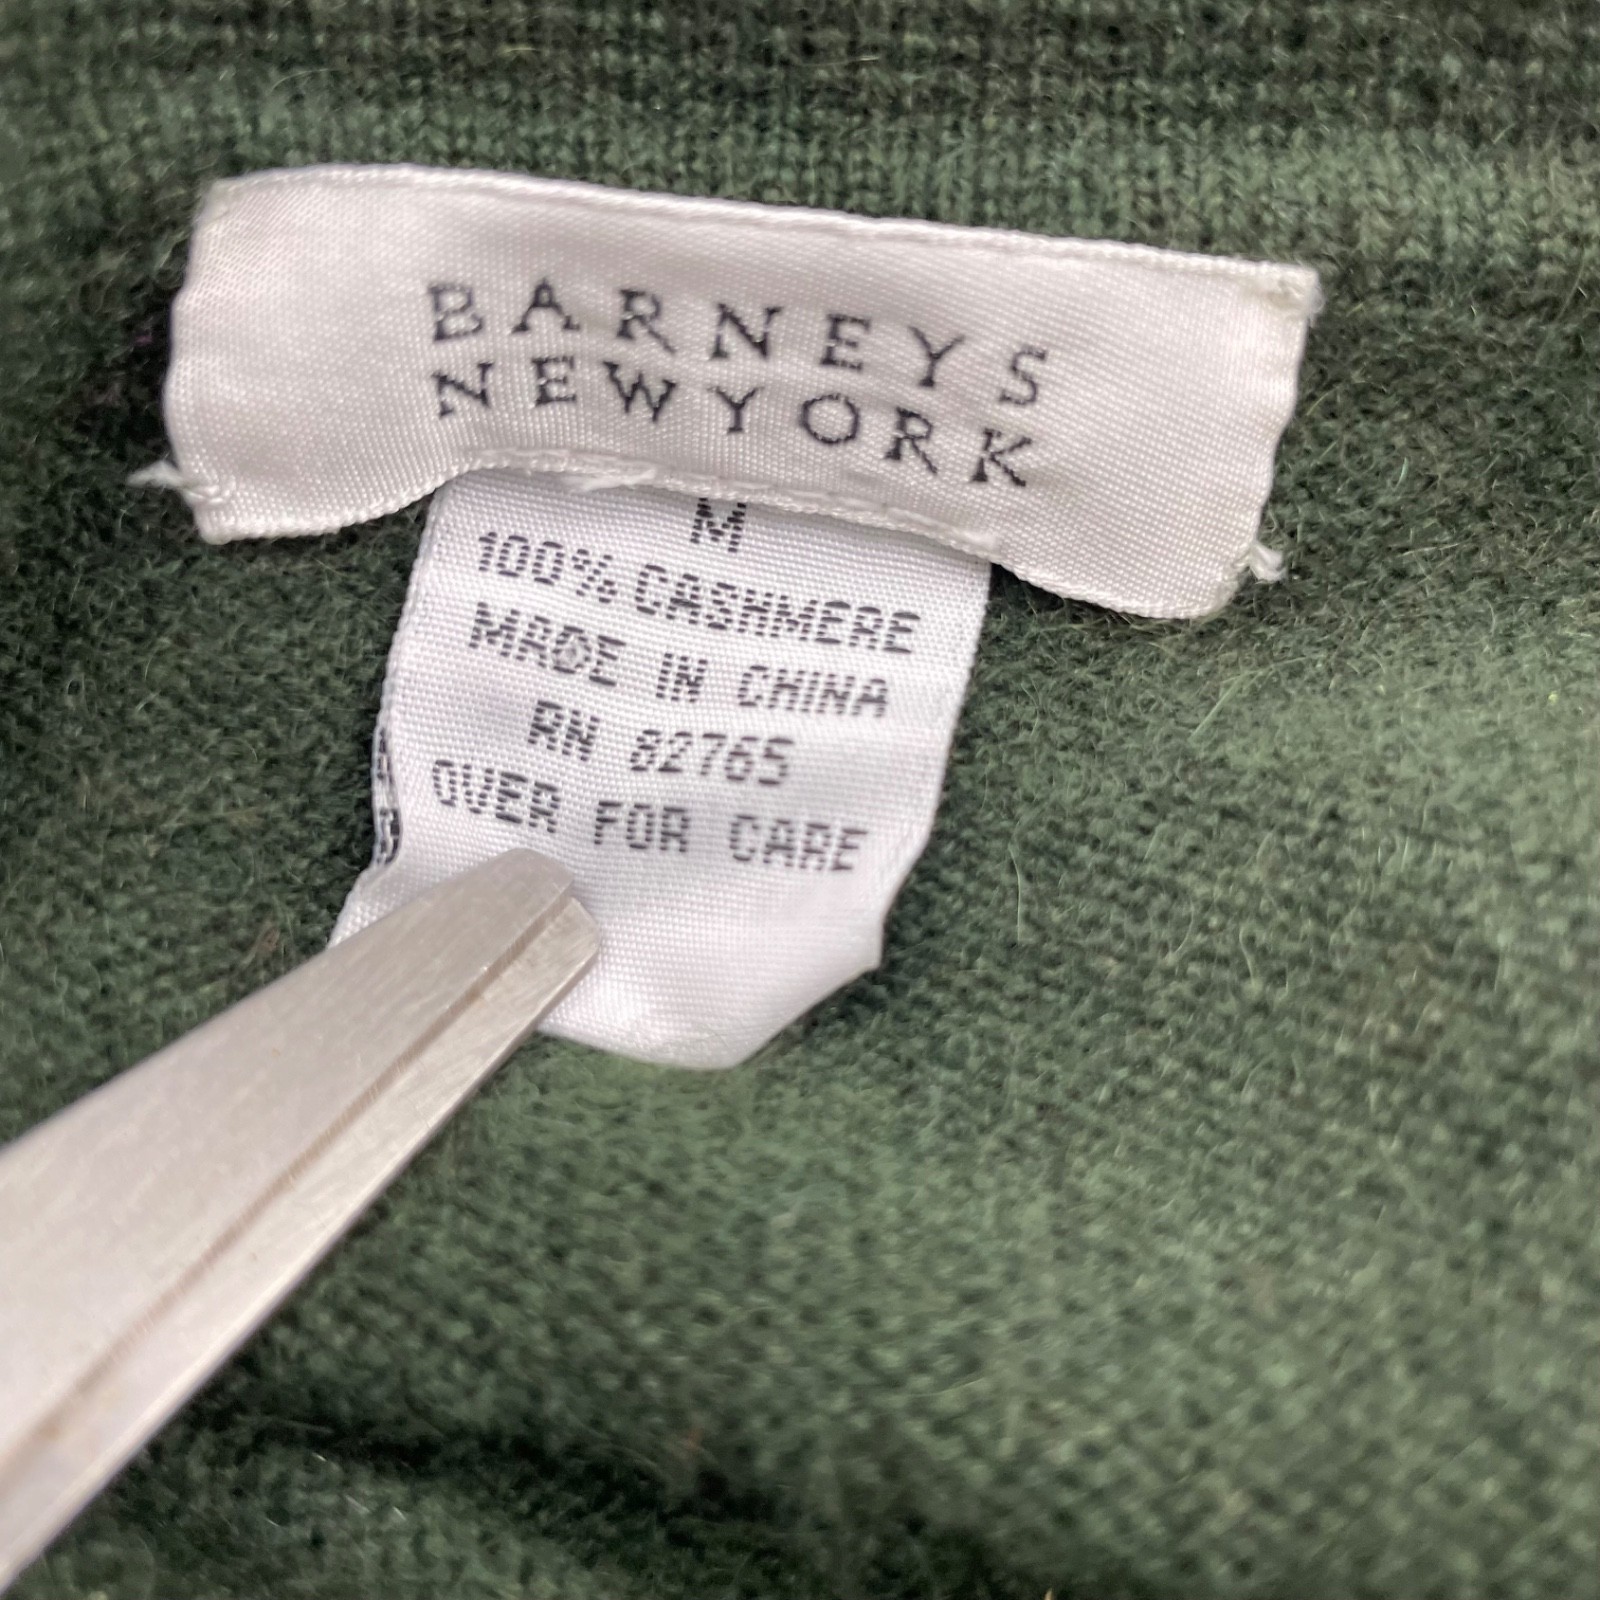 BARNEYS
NEWYORK
M
100% CASHMERE
MADE IN CHINA
RN 82765
OVER FOR CARE